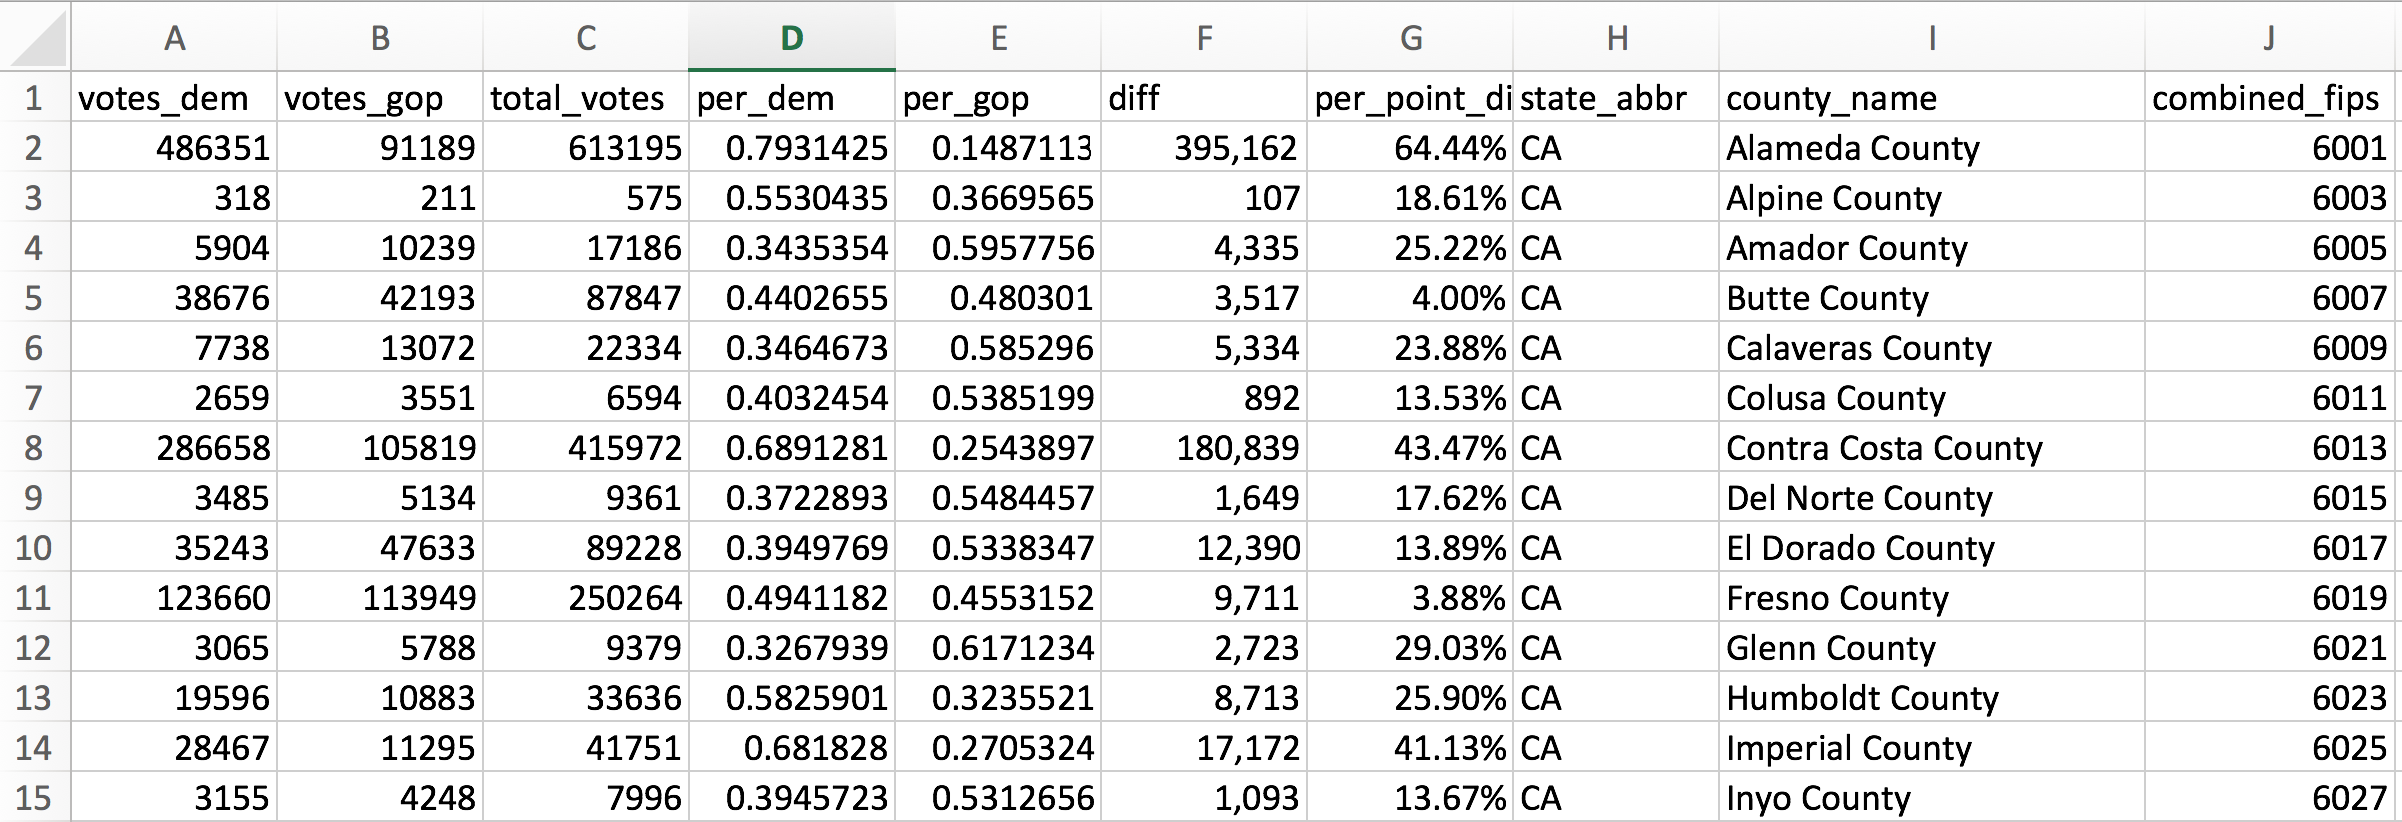 A B C D E F G H I J
1 votes_dem votes_gop total_votes per_dem per_gop diff per_point_di state_abbr county_name combined_fips
2 486351 91189 613195 0.7931425 0.1487113 395,162 64.44% CA Alameda County 6001
3 318 211 575 0.5530435 0.3669565 107 18.61% CA Alpine County 6003
4 5904 10239 17186 0.3435354 0.5957756 4,335 25.22% CA Amador County 6005
5 38676 42193 87847 0.4402655 0.480301 3,517 4.00% CA Butte County 6007
6 7738 13072 22334 0.3464673 0.585296 5,334 23.88% CA Calaveras County 6009
7 2659 3551 6594 0.4032454 0.5385199 892 13.53% CA Colusa County 6011
8 286658 105819 415972 0.6891281 0.2543897 180,839 43.47% CA Contra Costa County 6013
9 3485 5134 9361 0.3722893 0.5484457 1,649 17.62% CA Del Norte County 6015
10 35243 47633 89228 0.3949769 0.5338347 12,390 13.89% CA El Dorado County 6017
11 123660 113949 250264 0.4941182 0.4553152 9,711 3.88% CA Fresno County 6019
12 3065 5788 9379 0.3267939 0.6171234 2,723 29.03% CA Glenn County 6021
13 19596 10883 33636 0.5825901 0.3235521 8,713 25.90% CA Humboldt County 6023
14 28467 11295 41751 0.681828 0.2705324 17,172 41.13% CA Imperial County 6025
15 3155 4248 7996 0.3945723 0.5312656 1,093 13.67% CA Inyo County 6027